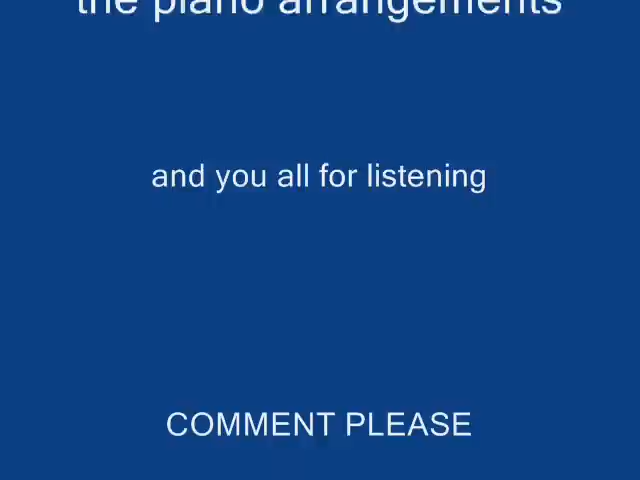 the piano arrangements
and you all for listening
COMMENT PLEASE